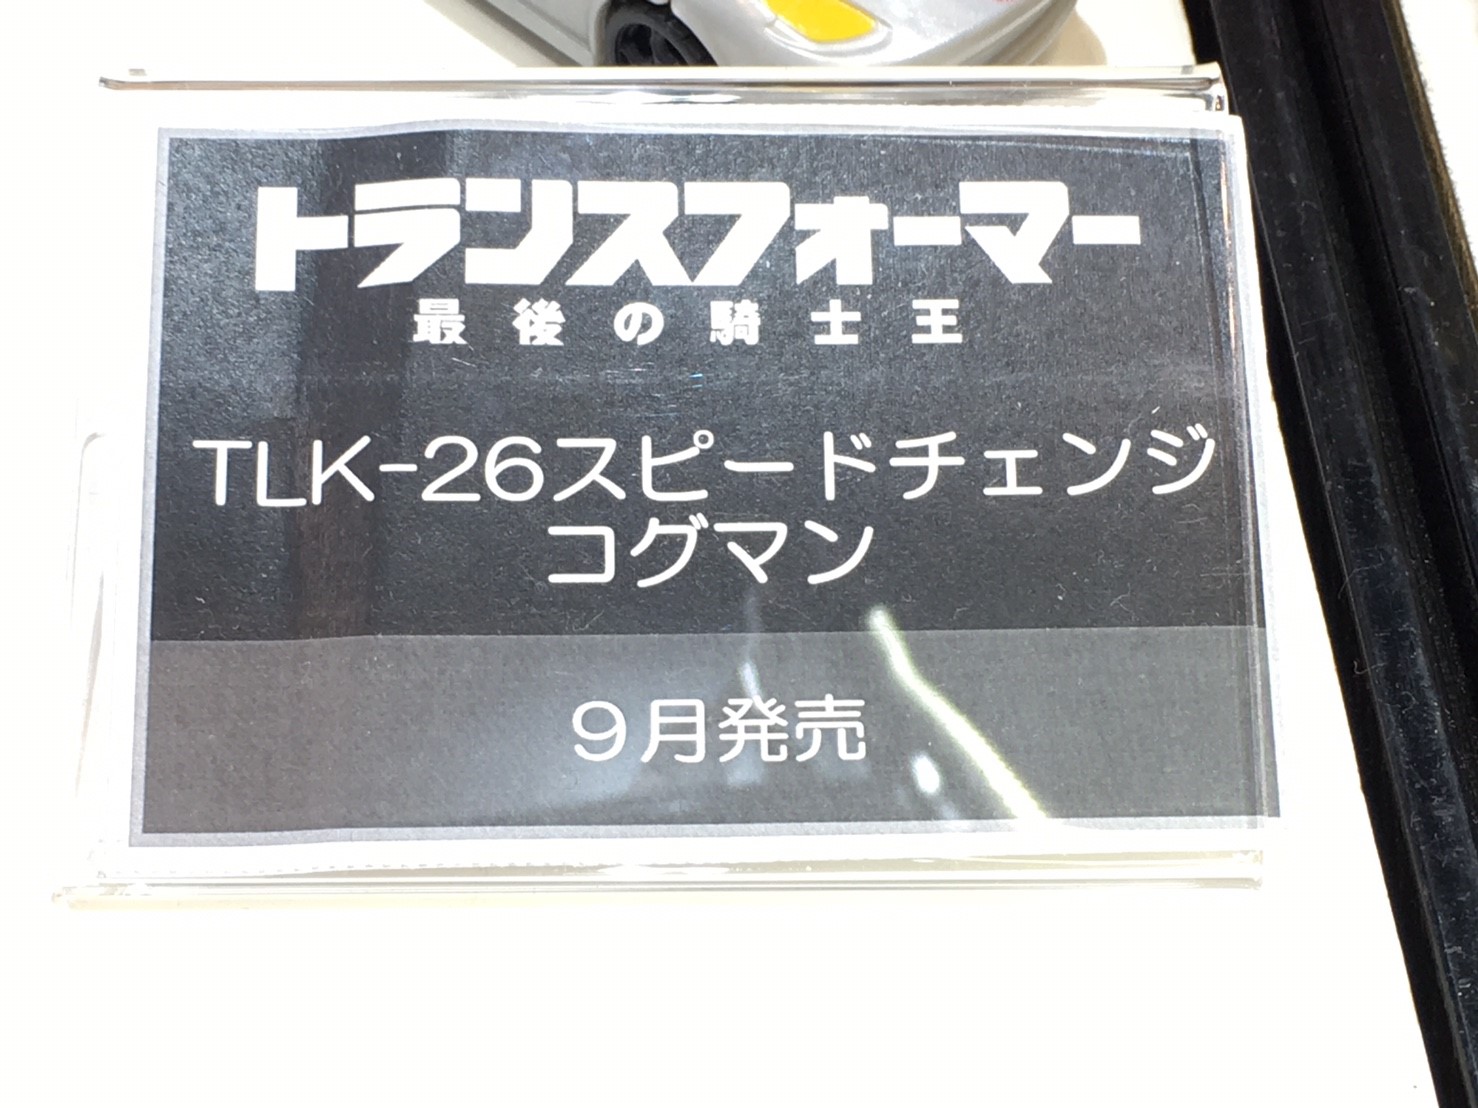 トランスフォーマー
最後の騎士王
TLK-26スピードチェンジ
コグマン
9月発売